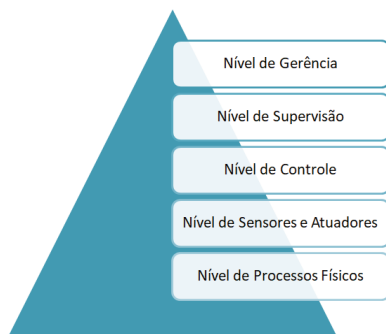 Nível de Gerência
Nível de Supervisão
Nível de Controle
Nível de Sensores e Atuadores
Nível de Processos Físicos